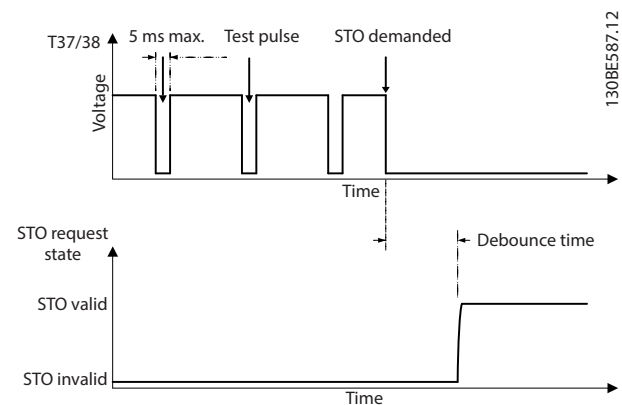 T37/38
5 ms max.
Test pulse
STO demanded
130BE587.12
Voltage
Time
STO request
state
Debounce time
STO valid
STO invalid
Time